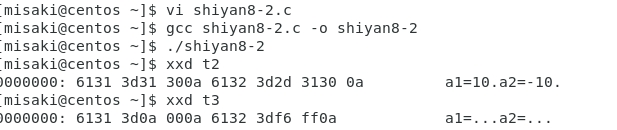 [misaki@centos ~]$ vi shiyan8-2.c
[misaki@centos ~]$ gcc shiyan8-2.c -o shiyan8-2
[misaki@centos ~]$ ./shiyan8-2
[misaki@centos ~]$ xxd t2
0000000: 6131 3d31 300a 6132 3d2d 3130 0a a1=10.a2=-10.
[misaki@centos ~]$ xxd t3
0000000: 6131 3d0a 000a 6132 3df6 ff0a a1=...a2=...